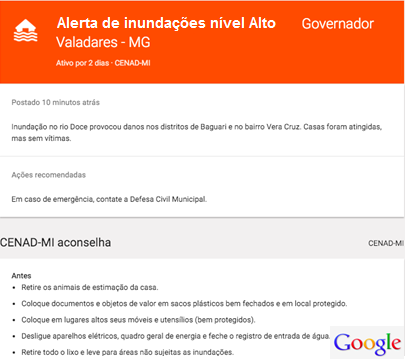 Alerta de inundações nível Alto Governador
Valadares - MG
Ativo por 2 dias · CENAD-MI
Postado 10 minutos atrás
Inundação no rio Doce provocou danos nos distritos de Baguari e no bairro Vera Cruz. Casas foram atingidas,
mas sem vítimas.
Ações recomendadas
Em caso de emergência, contate a Defesa Civil Municipal.
CENAD-MI aconselha CENAD-MI
Antes
• Retire os animais de estimação da casa.
• Coloque documentos e objetos de valor em sacos plásticos bem fechados e em local protegido.
• Coloque em lugares altos seus móveis e utensílios (bem protegidos).
• Desligue aparelhos elétricos, quadro geral de energia e feche o registro de entrada de água.
• Retire todo o lixo e leve para áreas não sujeitas as inundações.
Google